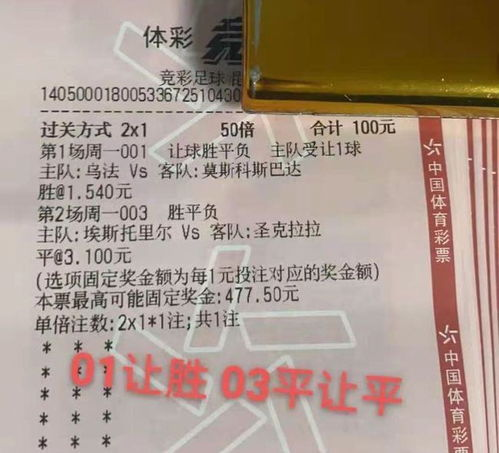 体彩
竞彩足球
14050001800533672510430
过关方式 2x1 50倍 合计 100元
第1场周一001 让球胜平负 主队受让1球
主队:乌法 Vs 客队:莫斯科斯巴达
胜@1.540元
第2场周一003 胜平负
主队:埃斯托里尔 Vs 客队:圣克拉拉
平@3.100元
(选项固定奖金额为每1元投注对应的奖金额)
本票最高可能固定奖金:477.50元
单倍注数:2x1*1注;共1注
* * * * * *
* * * * * *
01让胜 03平让平
中国体育彩票
中国体育彩票